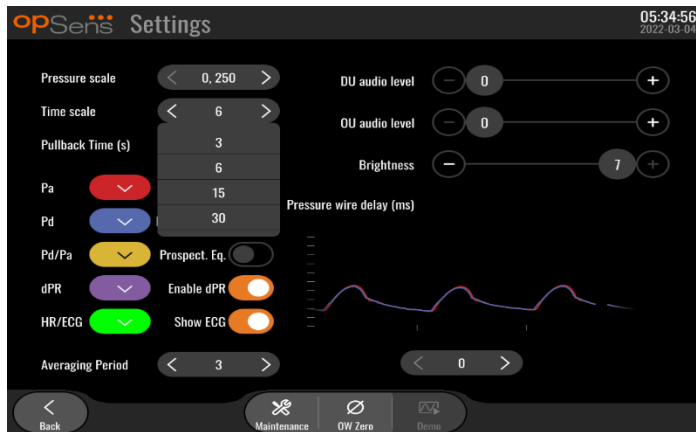 opSens Settings
05:34:56
2022-03-04
Pressure scale 0, 250
Time scale 6
3
6
15
30
Pullback Time (s)
Pa
Pd
Pd/Pa Prospect. Eq.
dPR Enable dPR
HR/ECG Show ECG
Averaging Period 3
DU audio level 0
OU audio level 0
Brightness 7
Pressure wire delay (ms)
0
Back
Maintenance
OW Zero
Demo